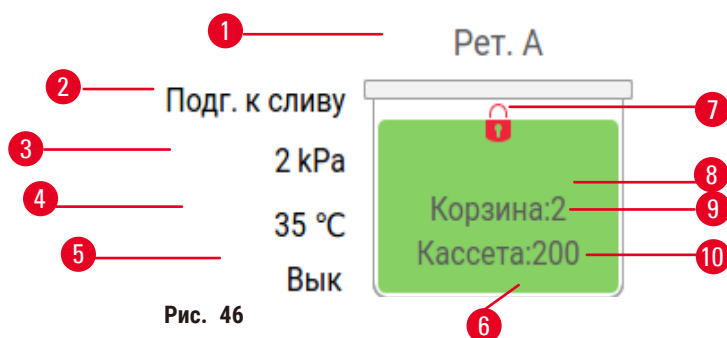 1
Рет. A
2
Подг. к сливу
7
3
2 kPa
8
4
Корзина:2
9
35 °C
5
Кассета:200
10
Вык
6
Рис. 46